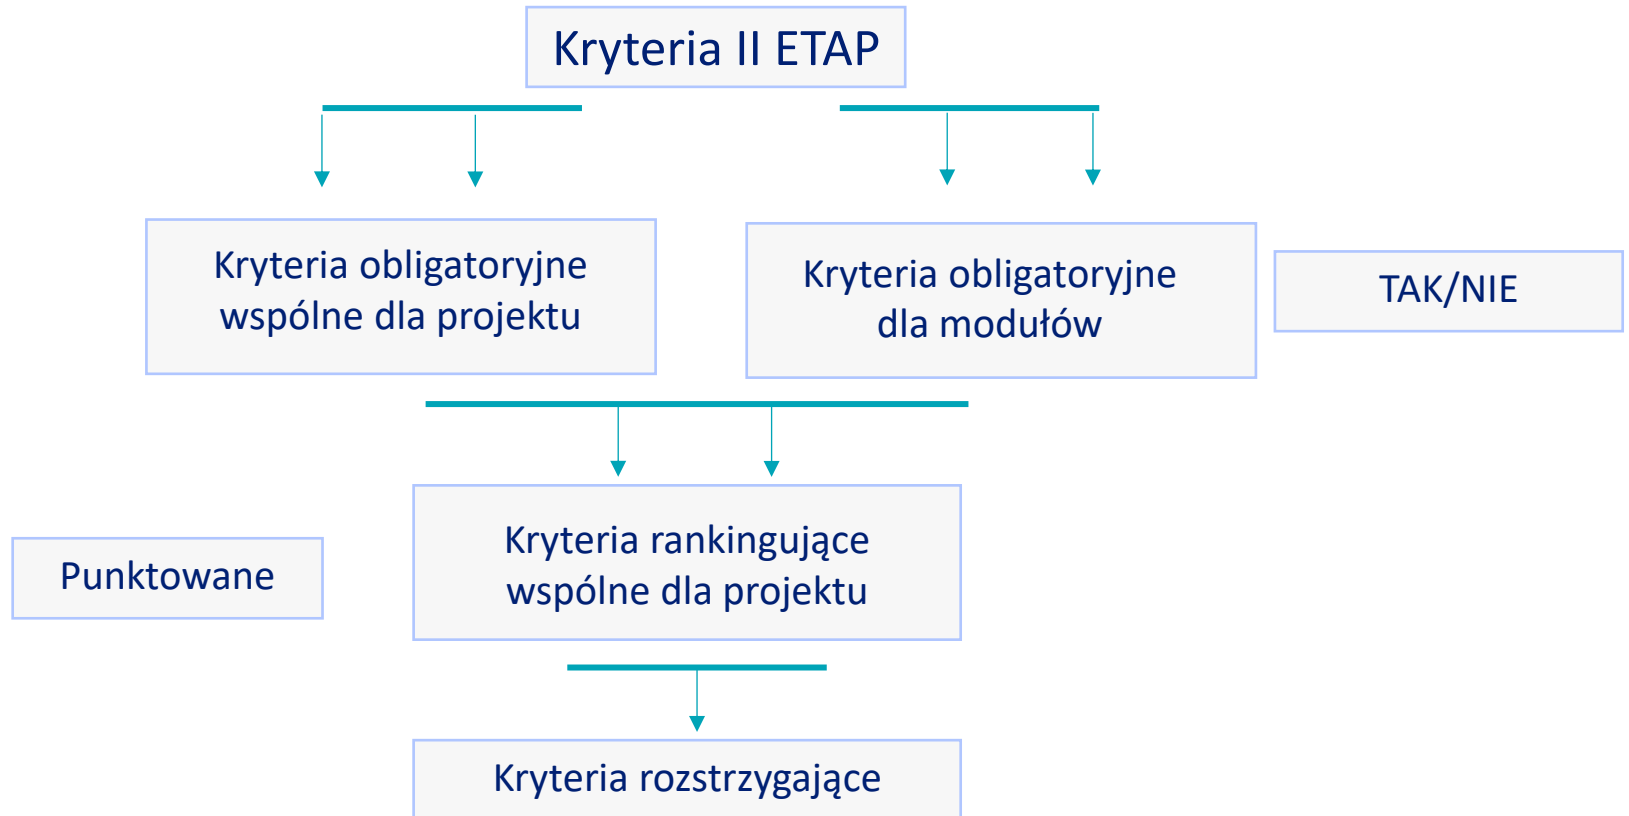 Kryteria II ETAP
Kryteria obligatoryjne
wspólne dla projektu
Kryteria obligatoryjne
dla modułów
TAK/NIE
Punktowane
Kryteria rankingujące
wspólne dla projektu
Kryteria rozstrzygające